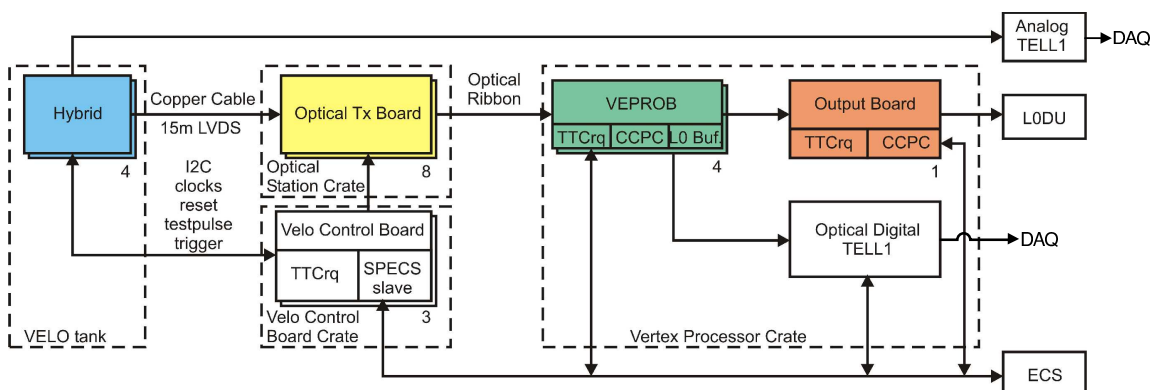 Analog
TELL1
DAQ
Hybrid
4
VELO tank
Copper Cable
15m LVDS
I2C
clocks
reset
testpulse
trigger
Optical Tx Board
8
Optical
Station Crate
Velo Control Board
TTCrq
SPECS
slave
3
Velo Control
Board Crate
Optical
Ribbon
VEPROB
TTCrq
CCPC
L0 Buf.
4
Output Board
TTCrq
CCPC
1
L0DU
Optical Digital
TELL1
DAQ
Vertex Processor Crate
ECS